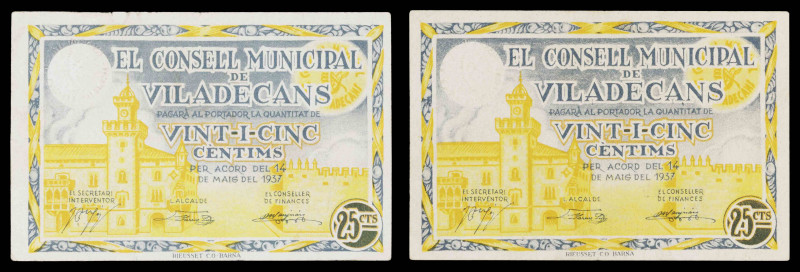 EL CONSELL MUNICIPAL
DE
VILADECANS
PAGARÀ AL PORTADOR LA QUANTITAT DE
VINT-I-CINC
CÈNTIMS
PER ACORD DEL 14
DE MAIG DEL 1937
EL SECRETARI
INTERVENTOR
L'ALCALDE
EL CONSELLER
DE FINANCES
25 CTS
RIEUSSET C.O. BARNA
EL CONSELL MUNICIPAL
DE
VILADECANS
PAGARÀ AL PORTADOR LA QUANTITAT DE
VINT-I-CINC
CÈNTIMS
PER ACORD DEL 14
DE MAIG DEL 1937
EL SECRETARI
INTERVENTOR
L'ALCALDE
EL CONSELLER
DE FINANCES
25 CTS
RIEUSSET C.O. BARNA